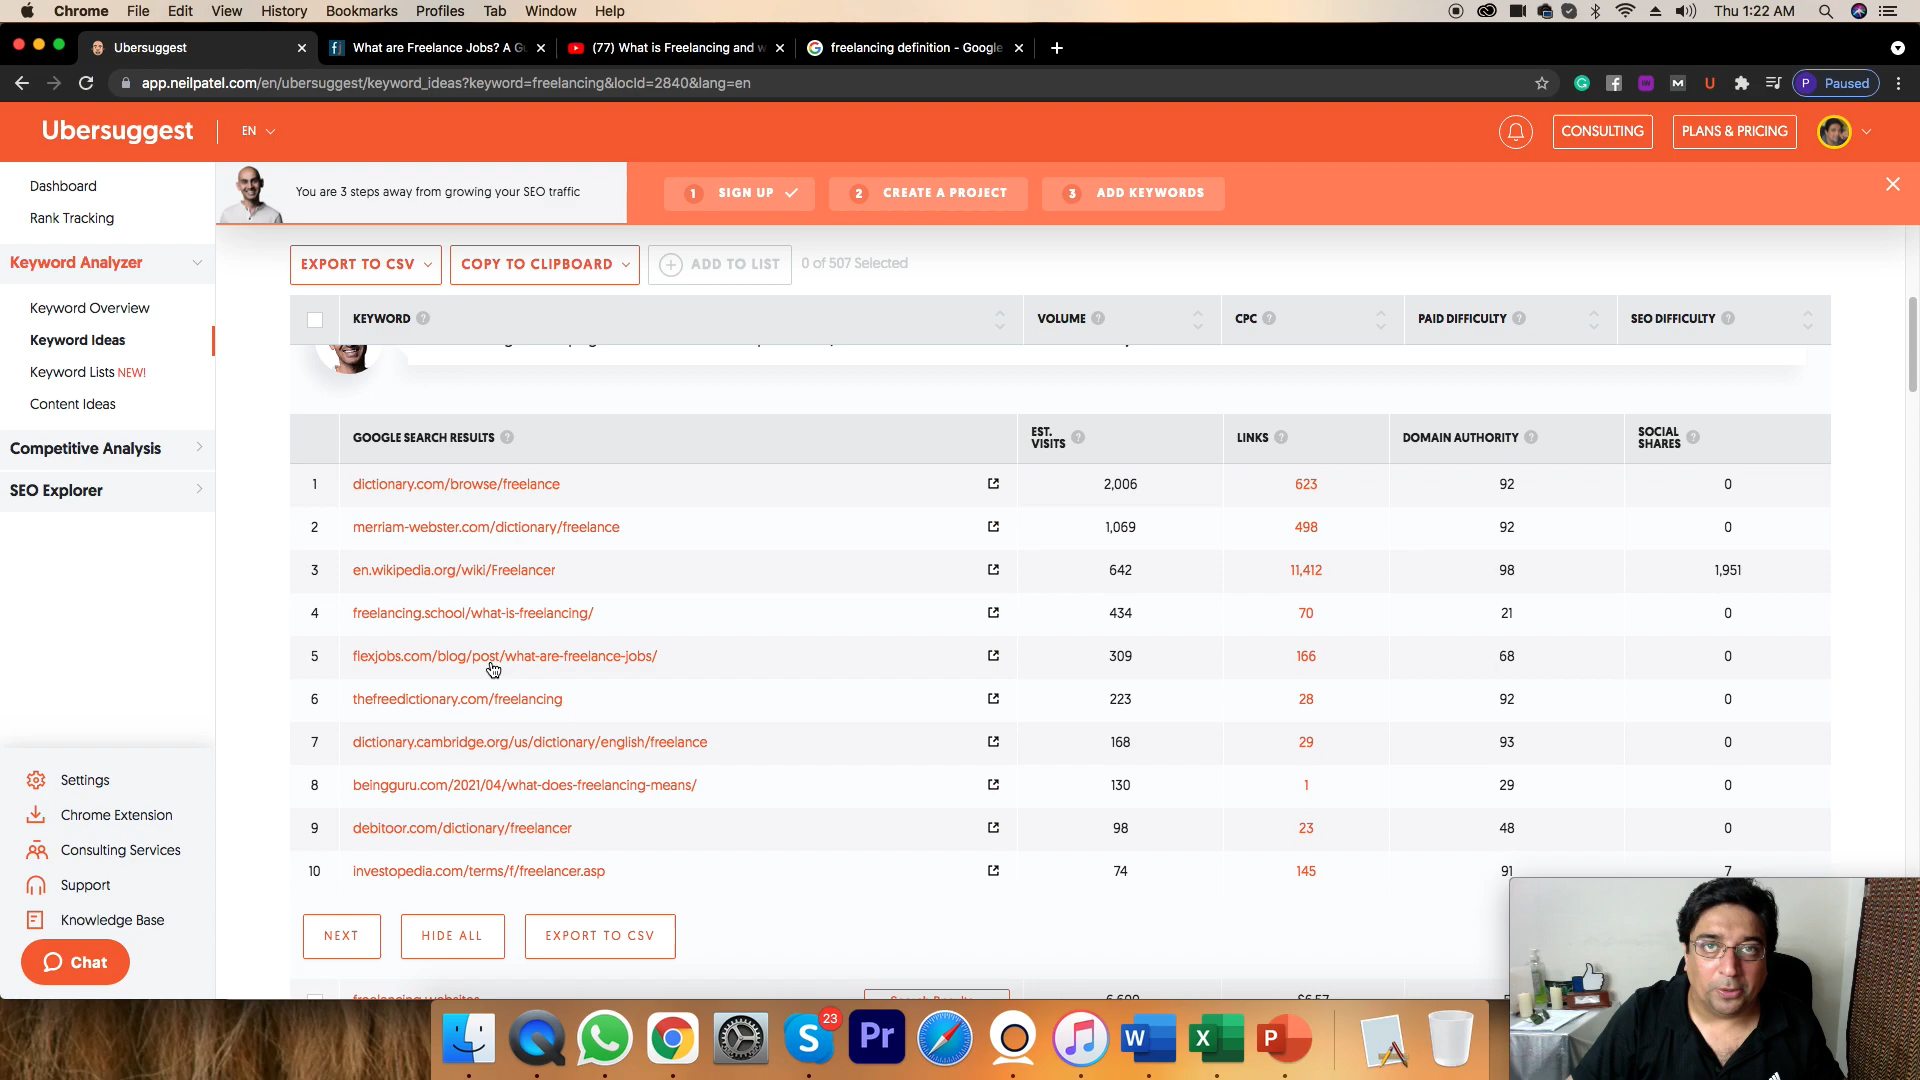 Chrome File Edit View History Bookmarks Profiles Tab Window Help Thu 1:22 AM
Ubersuggest What are Freelance Jobs? A Gu (77) What is Freelancing and w freelancing definition - Google
app.neilpatel.com/en/ubersuggest/keyword_ideas?keyword=freelancing&locId=2840&lang=en P Paused
Ubersuggest EN CONSULTING PLANS & PRICING
You are 3 steps away from growing your SEO traffic 1 SIGN UP 2 CREATE A PROJECT 3 ADD KEYWORDS
Dashboard
Rank Tracking
Keyword Analyzer
Keyword Overview
Keyword Ideas
Keyword Lists NEW!
Content Ideas
Competitive Analysis
SEO Explorer
Settings
Chrome Extension
Consulting Services
Support
Knowledge Base
Chat
EXPORT TO CSV COPY TO CLIPBOARD ADD TO LIST 0 of 507 Selected
KEYWORD VOLUME CPC PAID DIFFICULTY SEO DIFFICULTY
GOOGLE SEARCH RESULTS EST. VISITS LINKS DOMAIN AUTHORITY SOCIAL SHARES
1 dictionary.com/browse/freelance 2,006 623 92 0
2 merriam-webster.com/dictionary/freelance 1,069 498 92 0
3 en.wikipedia.org/wiki/Freelancer 642 11,412 98 1,951
4 freelancing.school/what-is-freelancing/ 434 70 21 0
5 flexjobs.com/blog/post/what-are-freelance-jobs/ 309 166 68 0
6 thefreedictionary.com/freelancing 223 28 92 0
7 dictionary.cambridge.org/us/dictionary/english/freelance 168 29 93 0
8 beingguru.com/2021/04/what-does-freelancing-means/ 130 1 29 0
9 debitoor.com/dictionary/freelancer 98 23 48 0
10 investopedia.com/terms/f/freelancer.asp 74 145 91 7
NEXT HIDE ALL EXPORT TO CSV
23 Pr W X P